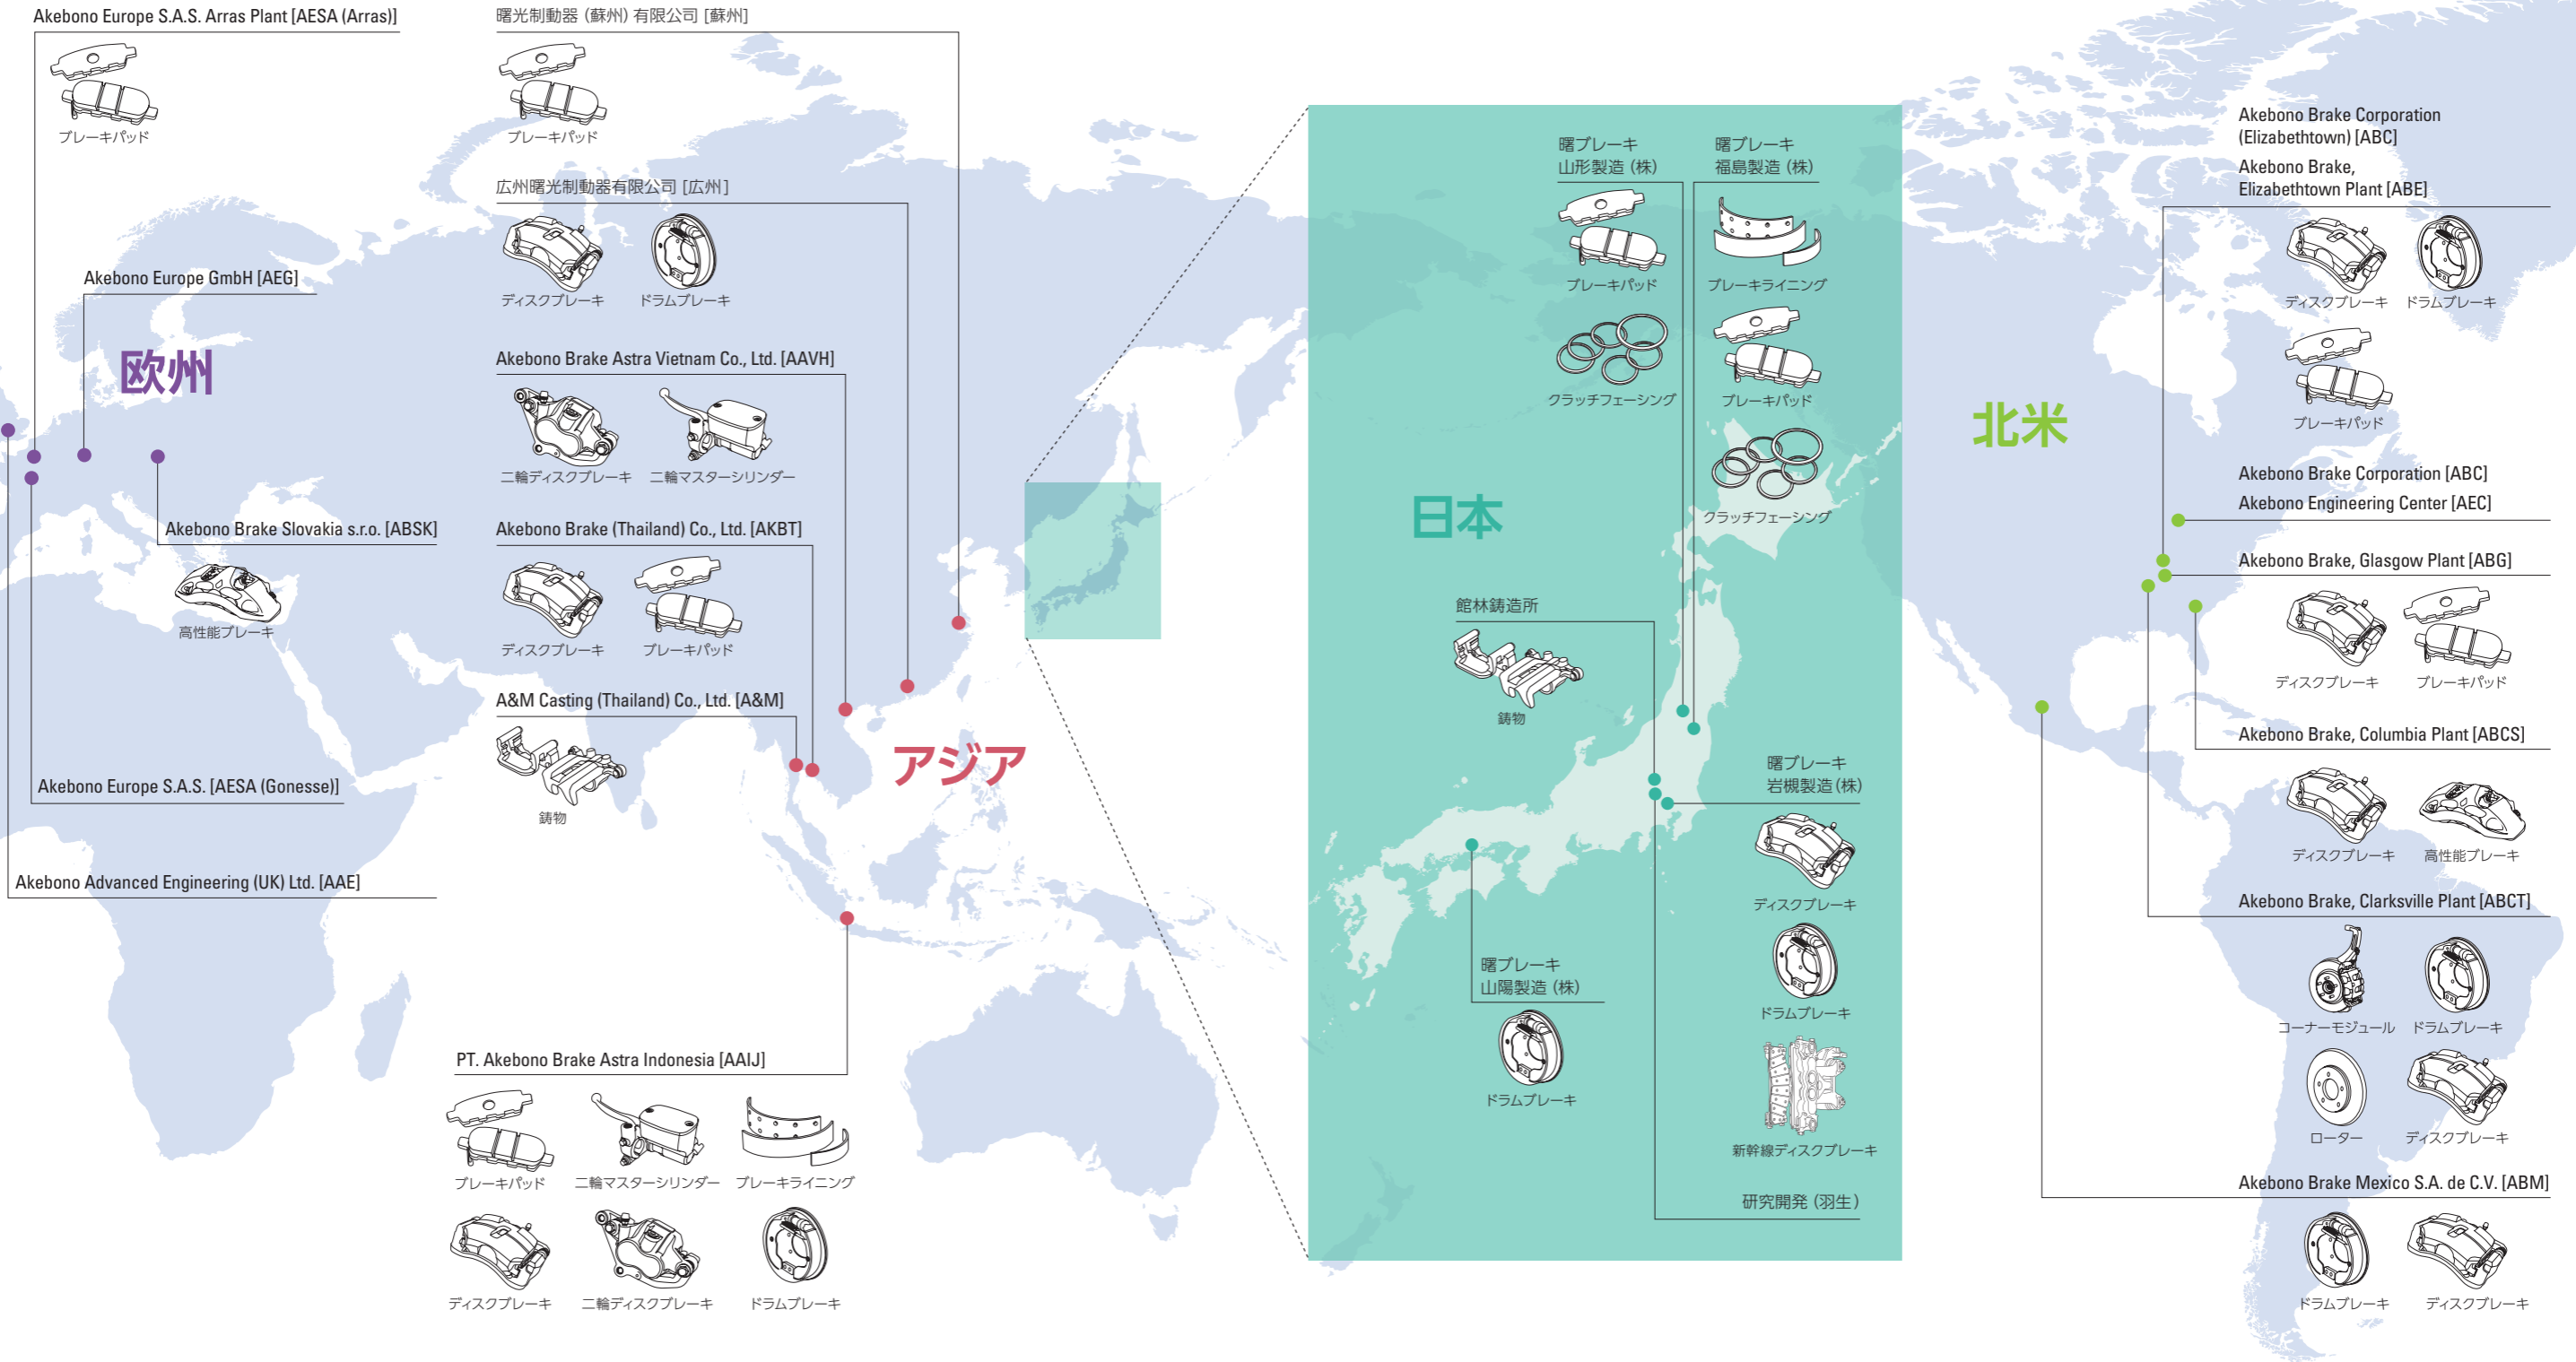 Akebono Europe S.A.S. Arras Plant [AESA (Arras)]
ブレーキパッド
Akebono Europe GmbH [AEG]
欧州
Akebono Brake Slovakia s.r.o. [ABSK]
高性能ブレーキ
Akebono Europe S.A.S. [AESA (Gonesse)]
Akebono Advanced Engineering (UK) Ltd. [AAE]
曙光制動器 (蘇州) 有限公司 [蘇州]
ブレーキパッド
広州曙光制動器有限公司 [広州]
ディスクブレーキ ドラムブレーキ
Akebono Brake Astra Vietnam Co., Ltd. [AAVH]
二輪ディスクブレーキ 二輪マスターシリンダー
Akebono Brake (Thailand) Co., Ltd. [AKBT]
ディスクブレーキ ブレーキパッド
A&M Casting (Thailand) Co., Ltd. [A&M]
鋳物
アジア
PT. Akebono Brake Astra Indonesia [AAIJ]
ブレーキパッド 二輪マスターシリンダー ブレーキライニング
ディスクブレーキ 二輪ディスクブレーキ ドラムブレーキ
日本
曙ブレーキ
山形製造 (株)
ブレーキパッド
クラッチフェーシング
曙ブレーキ
福島製造 (株)
ブレーキライニング
ブレーキパッド
クラッチフェーシング
館林鋳造所
鋳物
曙ブレーキ
岩槻製造 (株)
ディスクブレーキ
ドラムブレーキ
新幹線ディスクブレーキ
曙ブレーキ
山陽製造 (株)
ドラムブレーキ
研究開発 (羽生)
北米
Akebono Brake Corporation
(Elizabethtown) [ABC]
Akebono Brake,
Elizabethtown Plant [ABE]
ディスクブレーキ ドラムブレーキ
ブレーキパッド
Akebono Brake Corporation [ABC]
Akebono Engineering Center [AEC]
Akebono Brake, Glasgow Plant [ABG]
ディスクブレーキ ブレーキパッド
Akebono Brake, Columbia Plant [ABCS]
ディスクブレーキ 高性能ブレーキ
Akebono Brake, Clarksville Plant [ABCT]
コーナーモジュール ドラムブレーキ
ローター ディスクブレーキ
Akebono Brake Mexico S.A. de C.V. [ABM]
ドラムブレーキ ディスクブレーキ